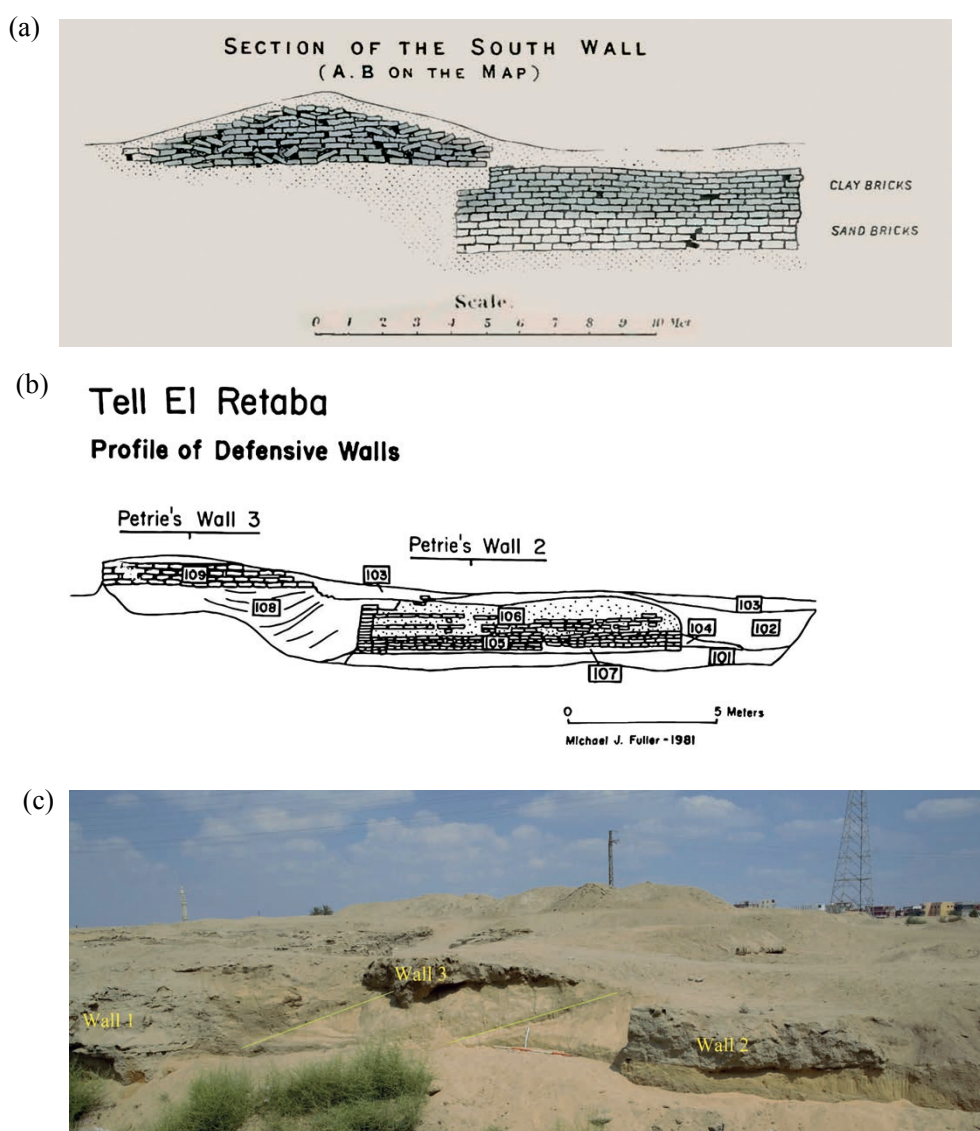 (a)
SECTION OF THE SOUTH WALL
(A.B ON THE MAP)
CLAY BRICKS
SAND BRICKS
Scale.
0 1 2 3 4 5 6 7 8 9 10 Met
(b)
Tell El Retaba
Profile of Defensive Walls
Petrie's Wall 3
Petrie's Wall 2
109
103
108
106
105
103
104
102
101
107
0 5 Meters
Michael J. Fuller - 1981
(c)
Wall 3
Wall 1
Wall 2